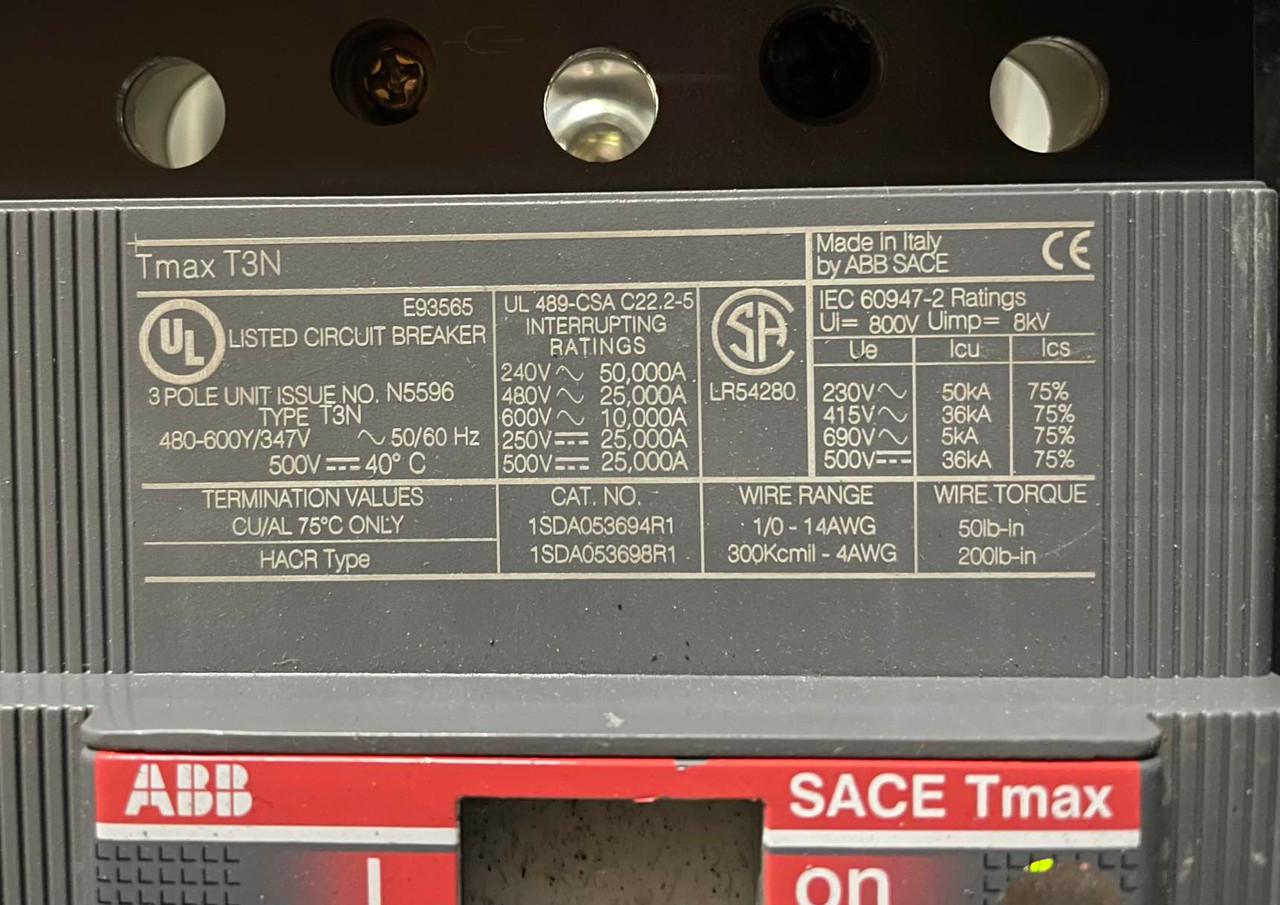 Tmax T3N
Made in Italy
by ABB SACE
CE
UL
E93565
LISTED CIRCUIT BREAKER
3 POLE UNIT ISSUE NO. N5596
TYPE T3N
480-600Y/347V ∼ 50/60 Hz
500V ⎓ 40° C
UL 489-CSA C22.2-5
INTERRUPTING
RATINGS
240V ∼ 50,000A
480V ∼ 25,000A
600V ∼ 10,000A
250V ⎓ 25,000A
500V ⎓ 25,000A
SA
LR54280
IEC 60947-2 Ratings
Ui= 800V Uimp= 8kV
Ue Icu Ics
230V ∼ 50kA 75%
415V ∼ 36kA 75%
690V ∼ 5kA 75%
500V ⎓ 36kA 75%
TERMINATION VALUES
CU/AL 75°C ONLY
HACR Type
CAT. NO.
1SDA053694R1
1SDA053698R1
WIRE RANGE
1/0 - 14AWG
300Kcmil - 4AWG
WIRE TORQUE
50lb-in
200lb-in
ABB
SACE Tmax
I
on